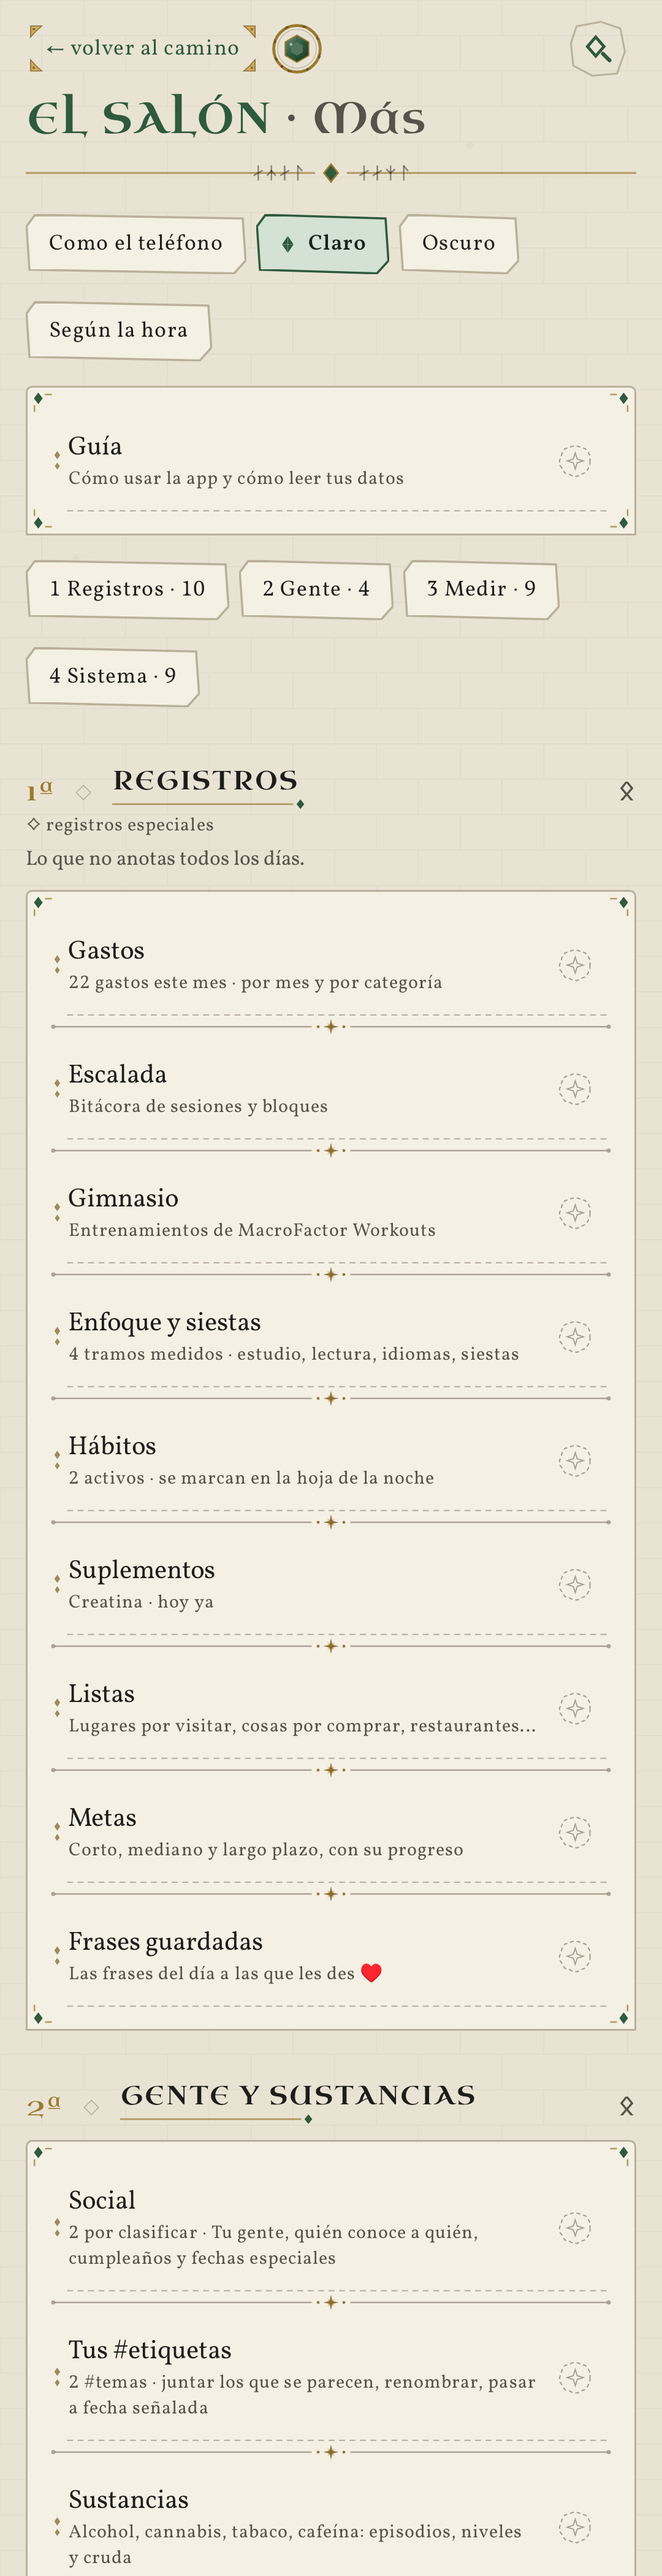 ← volver al camino
EL SALÓN · Más
Como el teléfono
Claro
Oscuro
Según la hora
Guía
Cómo usar la app y cómo leer tus datos
1 Registros · 10
2 Gente · 4
3 Medir · 9
4 Sistema · 9
1ª
REGISTROS
◇ registros especiales
Lo que no anotas todos los días.
Gastos
22 gastos este mes · por mes y por categoría
Escalada
Bitácora de sesiones y bloques
Gimnasio
Entrenamientos de MacroFactor Workouts
Enfoque y siestas
4 tramos medidos · estudio, lectura, idiomas, siestas
Hábitos
2 activos · se marcan en la hoja de la noche
Suplementos
Creatina · hoy ya
Listas
Lugares por visitar, cosas por comprar, restaurantes...
Metas
Corto, mediano y largo plazo, con su progreso
Frases guardadas
Las frases del día a las que les des ❤️
2ª
GENTE Y SUSTANCIAS
Social
2 por clasificar · Tu gente, quién conoce a quién,
cumpleaños y fechas especiales
Tus #etiquetas
2 #temas · juntar los que se parecen, renombrar, pasar
a fecha señalada
Sustancias
Alcohol, cannabis, tabaco, cafeína: episodios, niveles
y cruda